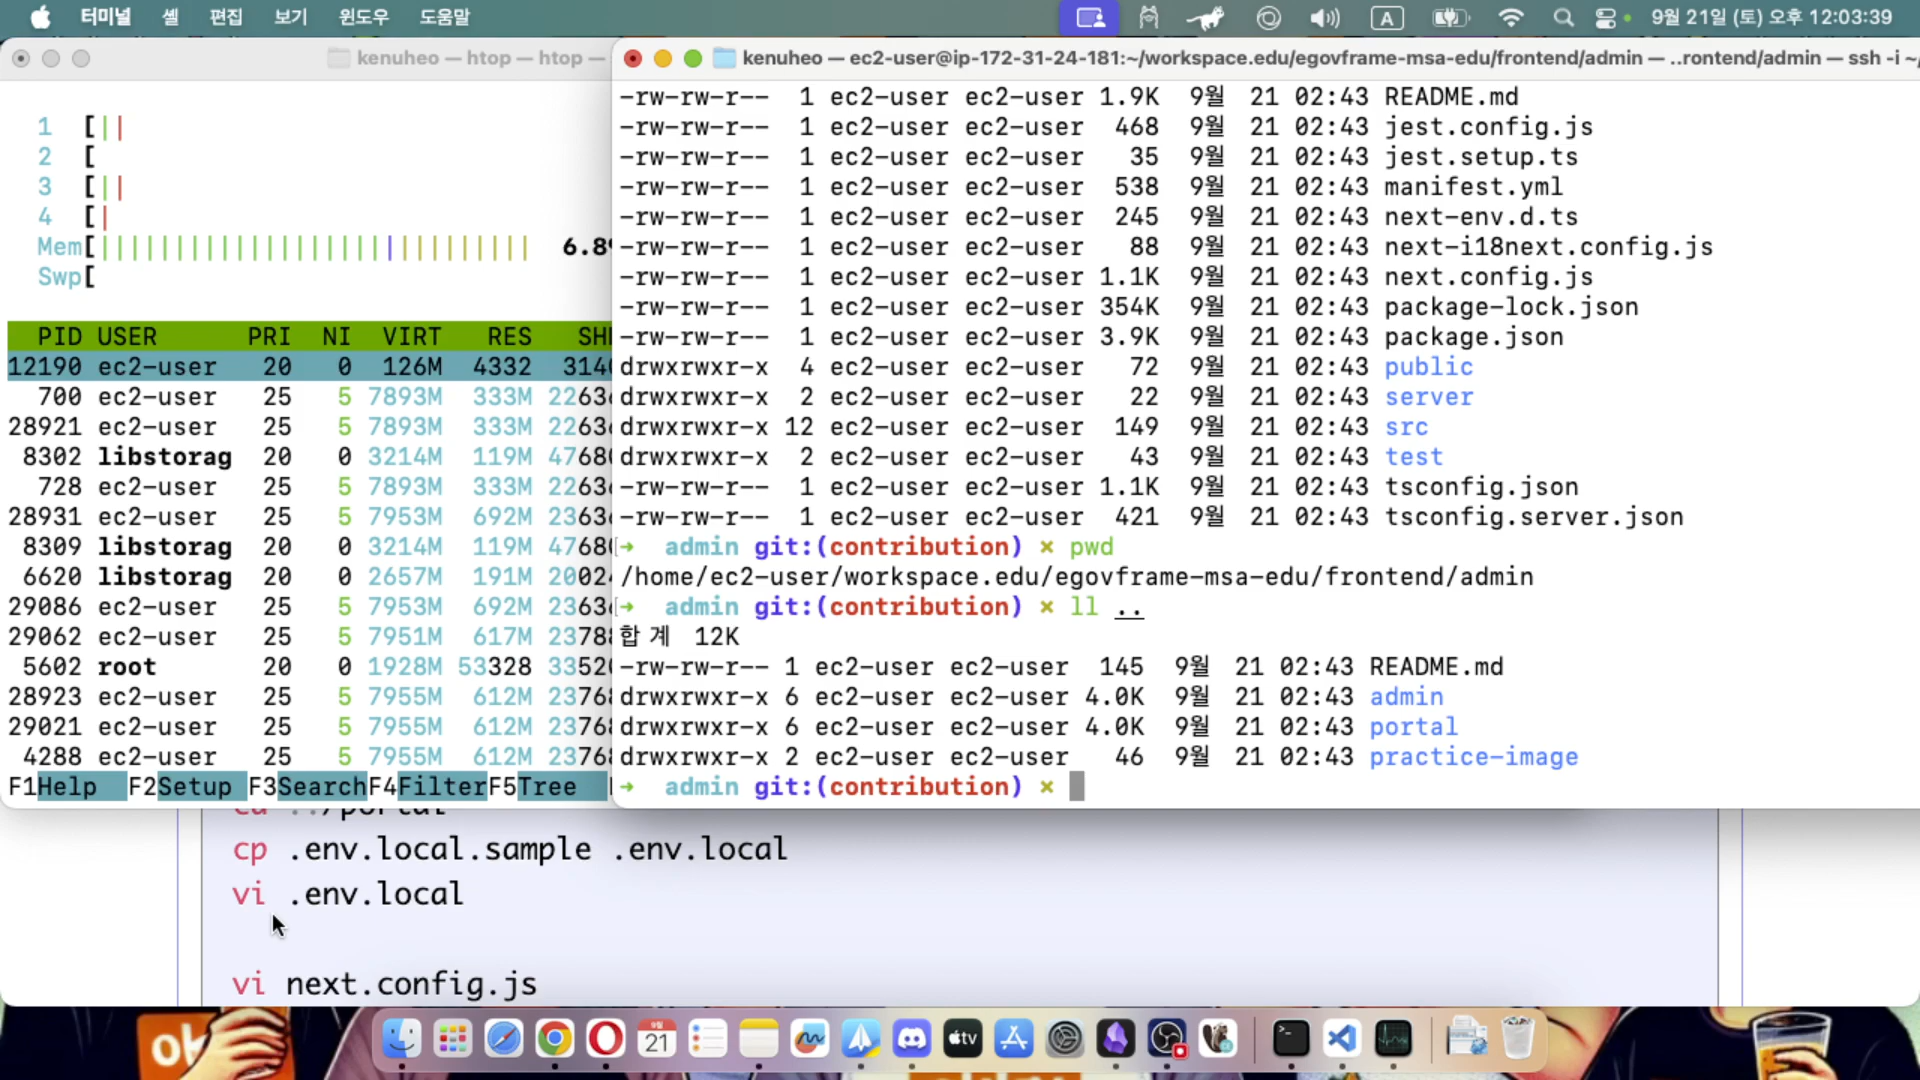 터미널 셸 편집 보기 윈도우 도움말 A 9월 21일 (토) 오후 12:03:39
kenuheo — htop — htop —
1 [||
2 [
3 [||
4 [|
Mem[||||||||||||||||||||||||||||| 6.8
Swp[
PID USER PRI NI VIRT RES SH
12190 ec2-user 20 0 126M 4332 314
700 ec2-user 25 5 7893M 333M 2263
28921 ec2-user 25 5 7893M 333M 2263
8302 libstorag 20 0 3214M 119M 4768
728 ec2-user 25 5 7893M 333M 2263
28931 ec2-user 25 5 7953M 692M 2363
8309 libstorag 20 0 3214M 119M 4768
6620 libstorag 20 0 2657M 191M 2002
29086 ec2-user 25 5 7953M 692M 2363
29062 ec2-user 25 5 7951M 617M 2378
5602 root 20 0 1928M 53328 3352
28923 ec2-user 25 5 7955M 612M 2376
29021 ec2-user 25 5 7955M 612M 2376
4288 ec2-user 25 5 7955M 612M 2376
F1Help F2Setup F3SearchF4FilterF5Tree
kenuheo — ec2-user@ip-172-31-24-181:~/workspace.edu/egovframe-msa-edu/frontend/admin — ..rontend/admin — ssh -i ~/
-rw-rw-r-- 1 ec2-user ec2-user 1.9K 9월 21 02:43 README.md
-rw-rw-r-- 1 ec2-user ec2-user 468 9월 21 02:43 jest.config.js
-rw-rw-r-- 1 ec2-user ec2-user 35 9월 21 02:43 jest.setup.ts
-rw-rw-r-- 1 ec2-user ec2-user 538 9월 21 02:43 manifest.yml
-rw-rw-r-- 1 ec2-user ec2-user 245 9월 21 02:43 next-env.d.ts
-rw-rw-r-- 1 ec2-user ec2-user 88 9월 21 02:43 next-i18next.config.js
-rw-rw-r-- 1 ec2-user ec2-user 1.1K 9월 21 02:43 next.config.js
-rw-rw-r-- 1 ec2-user ec2-user 354K 9월 21 02:43 package-lock.json
-rw-rw-r-- 1 ec2-user ec2-user 3.9K 9월 21 02:43 package.json
drwxrwxr-x 4 ec2-user ec2-user 72 9월 21 02:43 public
drwxrwxr-x 2 ec2-user ec2-user 22 9월 21 02:43 server
drwxrwxr-x 12 ec2-user ec2-user 149 9월 21 02:43 src
drwxrwxr-x 2 ec2-user ec2-user 43 9월 21 02:43 test
-rw-rw-r-- 1 ec2-user ec2-user 1.1K 9월 21 02:43 tsconfig.json
-rw-rw-r-- 1 ec2-user ec2-user 421 9월 21 02:43 tsconfig.server.json
➜ admin git:(contribution) × pwd
/home/ec2-user/workspace.edu/egovframe-msa-edu/frontend/admin
➜ admin git:(contribution) × ll ..
합계 12K
-rw-rw-r-- 1 ec2-user ec2-user 145 9월 21 02:43 README.md
drwxrwxr-x 6 ec2-user ec2-user 4.0K 9월 21 02:43 admin
drwxrwxr-x 6 ec2-user ec2-user 4.0K 9월 21 02:43 portal
drwxrwxr-x 2 ec2-user ec2-user 46 9월 21 02:43 practice-image
➜ admin git:(contribution) ×
cd ../portal
cp .env.local.sample .env.local
vi .env.local
vi next.config.js
ok
9월
21
tv